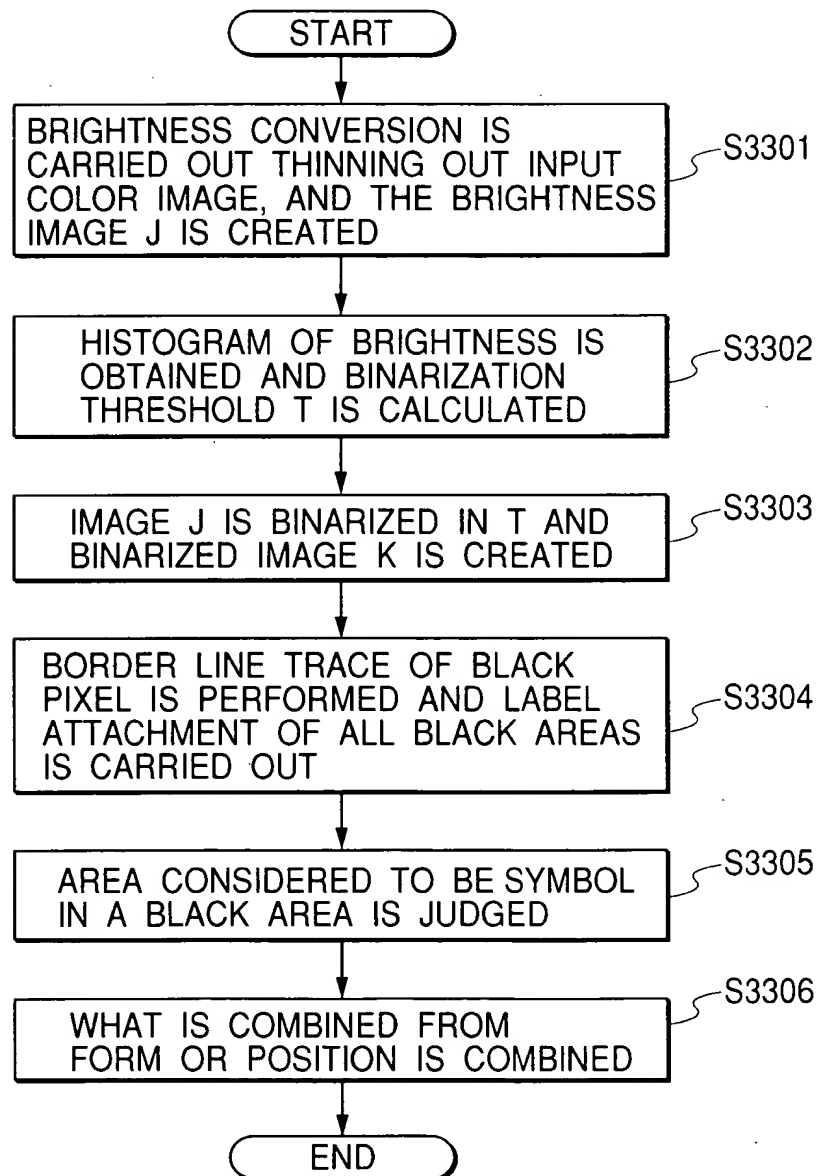 START
BRIGHTNESS CONVERSION IS
CARRIED OUT THINNING OUT INPUT
COLOR IMAGE, AND THE BRIGHTNESS
IMAGE J IS CREATED
S3301
HISTOGRAM OF BRIGHTNESS IS
OBTAINED AND BINARIZATION
THRESHOLD T IS CALCULATED
S3302
IMAGE J IS BINARIZED IN T AND
BINARIZED IMAGE K IS CREATED
S3303
BORDER LINE TRACE OF BLACK
PIXEL IS PERFORMED AND LABEL
ATTACHMENT OF ALL BLACK AREAS
IS CARRIED OUT
S3304
AREA CONSIDERED TO BE SYMBOL
IN A BLACK AREA IS JUDGED
S3305
WHAT IS COMBINED FROM
FORM OR POSITION IS COMBINED
S3306
END